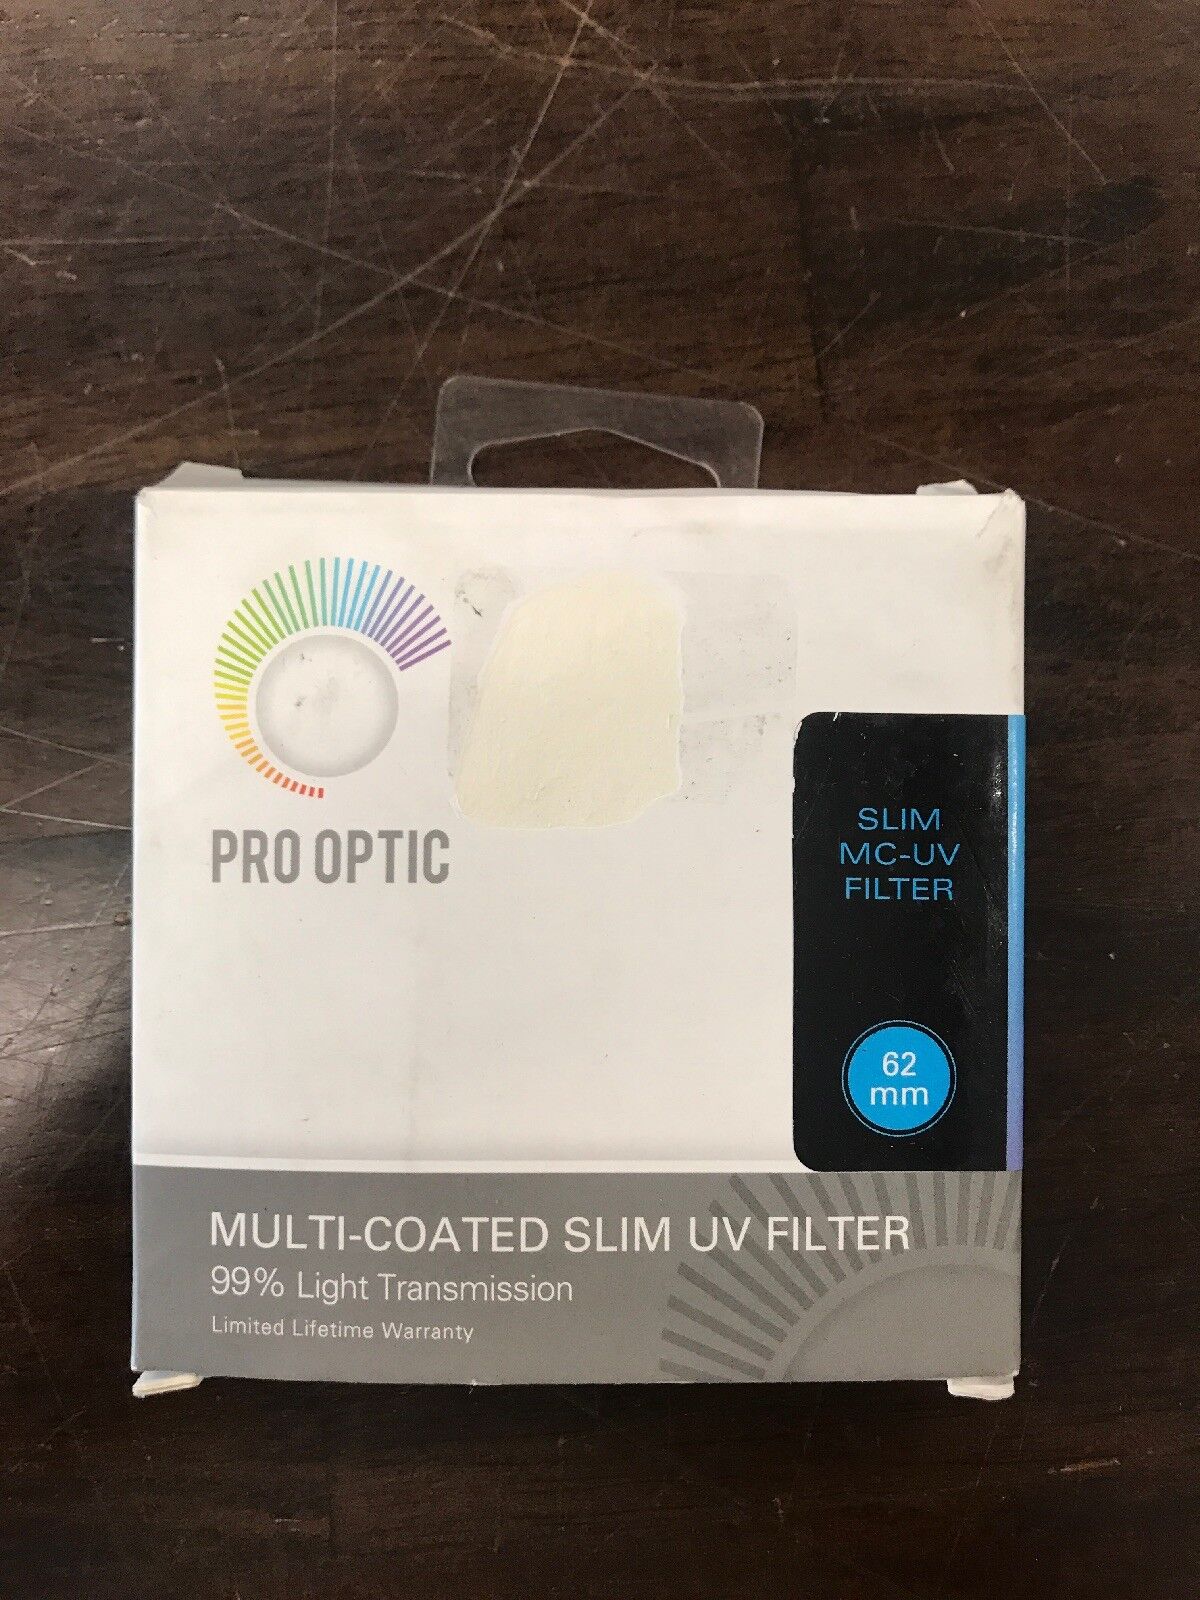 PRO OPTIC
SLIM
MC-UV
FILTER
62
mm
MULTI-COATED SLIM UV FILTER
99% Light Transmission
Limited Lifetime Warranty